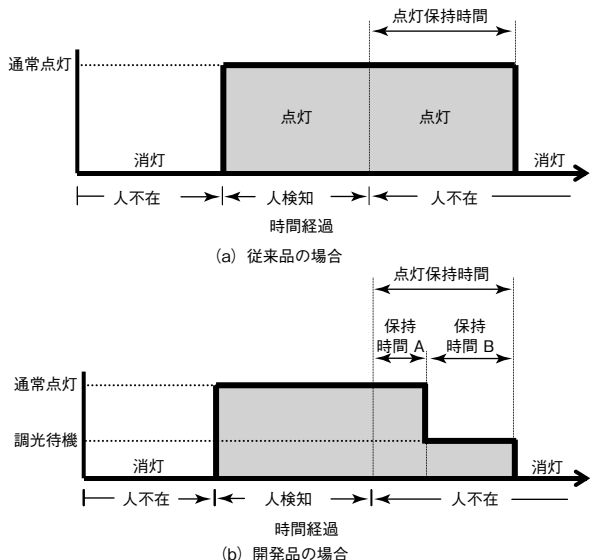 点灯保持時間
通常点灯
点灯 点灯
消灯 消灯
人不在 人検知 人不在
時間経過
(a) 従来品の場合
点灯保持時間
保持 保持
時間 A 時間 B
通常点灯
調光待機
消灯 消灯
人不在 人検知 人不在
時間経過
(b) 開発品の場合